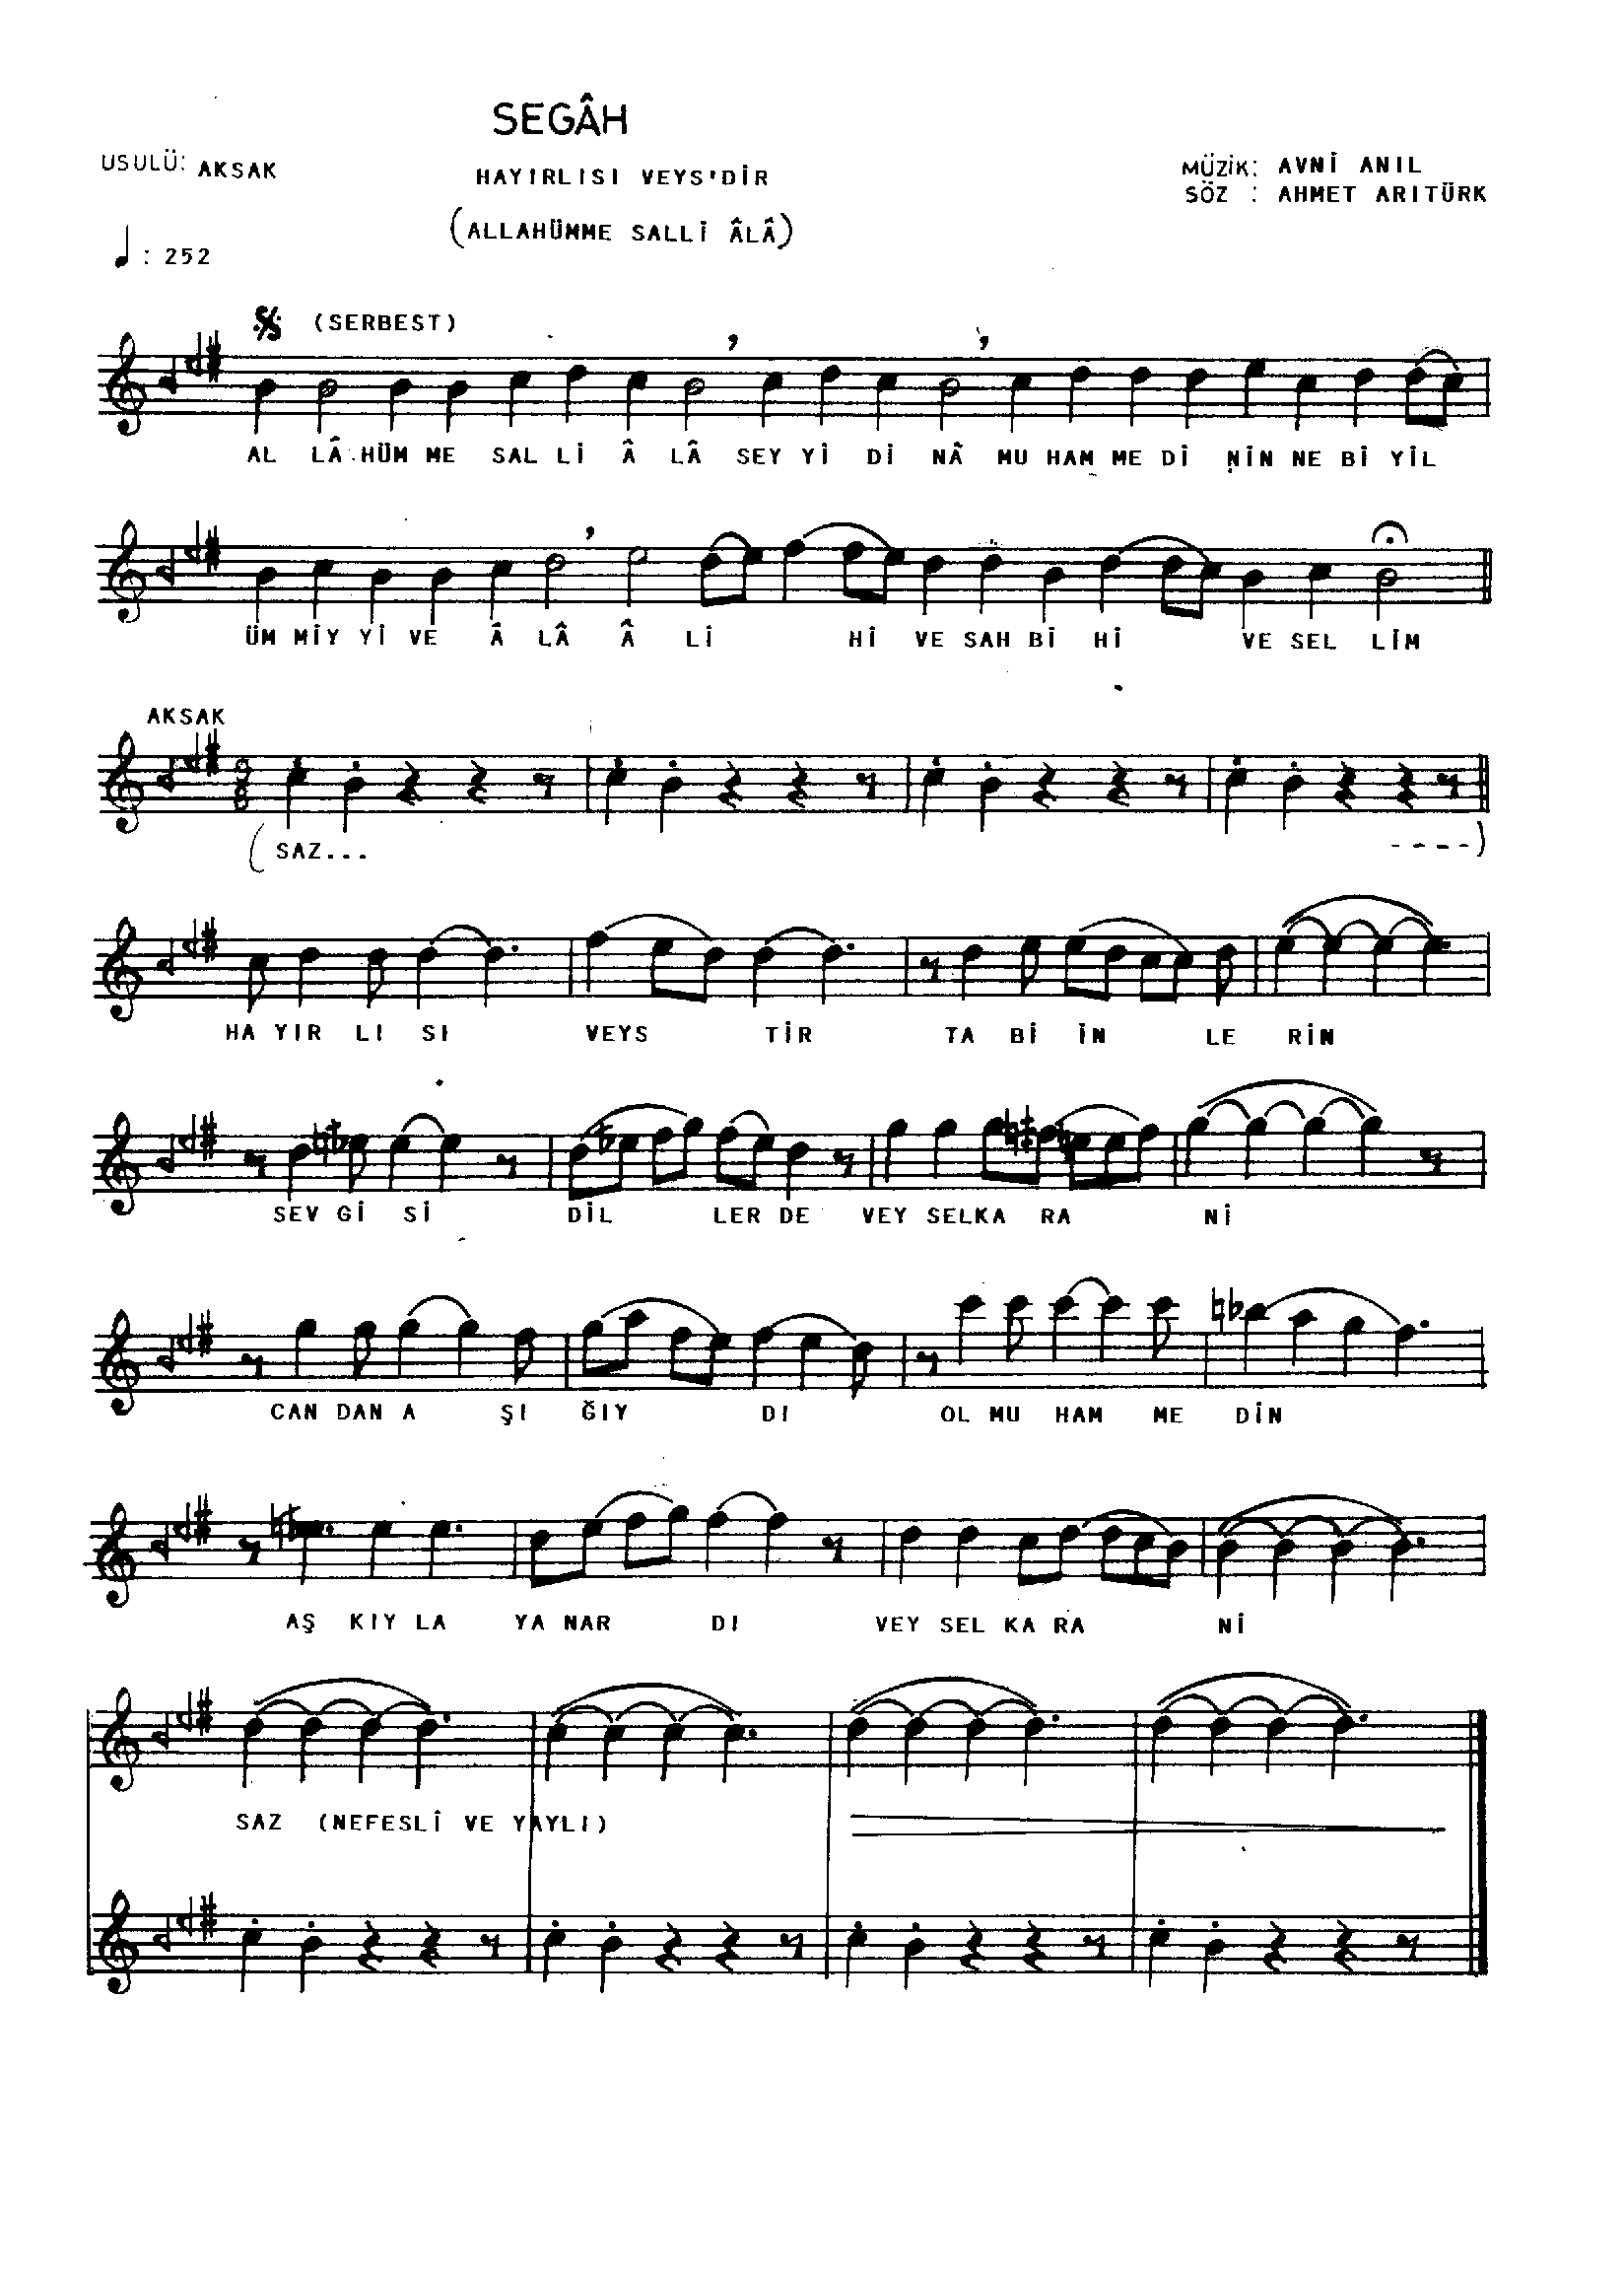 SEGÂH
USULÜ: AKSAK
HAYIRLISI VEYS'DİR
MÜZİK: AVNİ ANIL
SÖZ : AHMET ARITÜRK
(ALLAHÜMME SALLİ ÂLÂ)
: 252
(SERBEST)
AL LÂ HÜM ME SAL Lİ Â LÂ SEY Yİ Dİ NÂ MU HAM ME Dİ NİN NE Bİ YİL
ÜM MİY Yİ VE Â LÂ Â Lİ Hİ VE SAH Bİ Hİ VE SEL LİM
AKSAK
9
8
(SAZ... ----)
HA YIR LI SI VEYS TİR TA Bİ İN LE RİN
SEV Gİ Sİ DİL LER DE VEY SELKA RA Nİ
CAN DAN A ŞI ĞIY DI OL MU HAM ME DİN
AŞ KIY LA YA NAR DI VEY SEL KA RA Nİ
SAZ (NEFESLİ VE YAYLI)